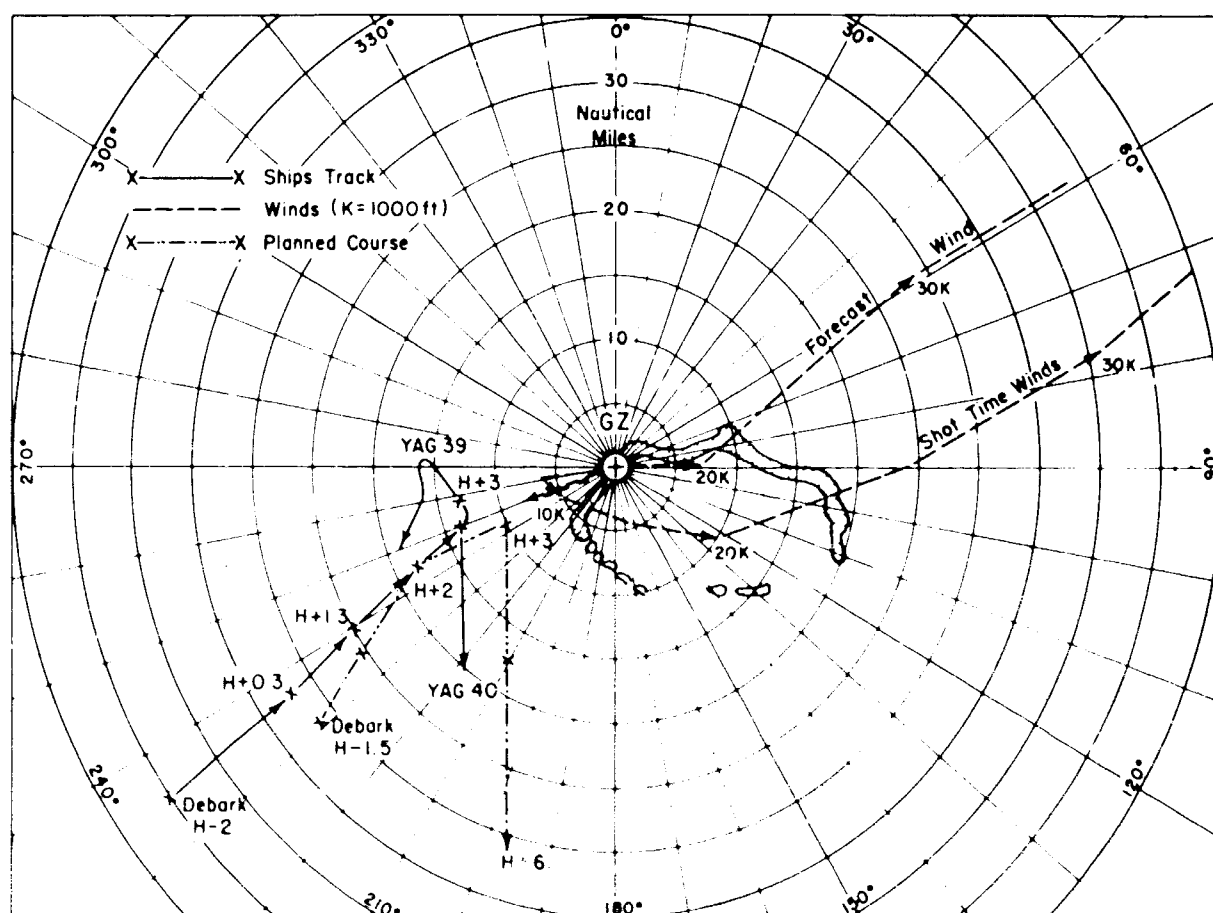 0°
330°
30°
30
Nautical
Miles
300°
60°
X X Ships Track
Winds (K=1000ft)
X X Planned Course
20
Wind
30K
Forecast
10
Shot Time Winds
30K
GZ
YAG 39
270°
90°
20K
H+3
10K
H+3
20K
H+2
H+1.3
YAG 40
H+0.3
Debark
H-1.5
240°
120°
Debark
H-2
H+6
210°
180°
150°